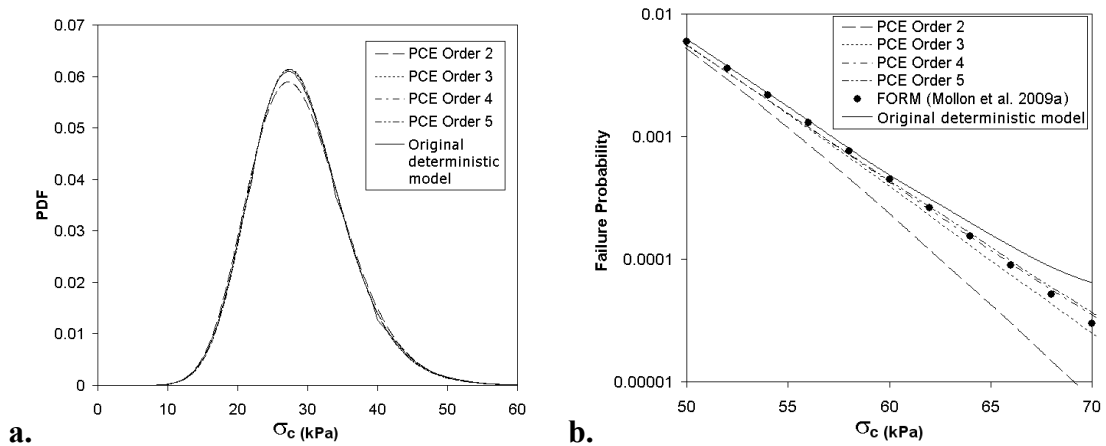 0.07
0.06
0.05
0.04
0.03
0.02
0.01
0
PDF
0
10
20
30
40
50
60
σc (kPa)
PCE Order 2
PCE Order 3
PCE Order 4
PCE Order 5
Original
deterministic
model
a.
0.01
0.001
0.0001
0.00001
Failure Probability
50
55
60
65
70
σc (kPa)
PCE Order 2
PCE Order 3
PCE Order 4
PCE Order 5
FORM (Mollon et al. 2009a)
Original deterministic model
b.